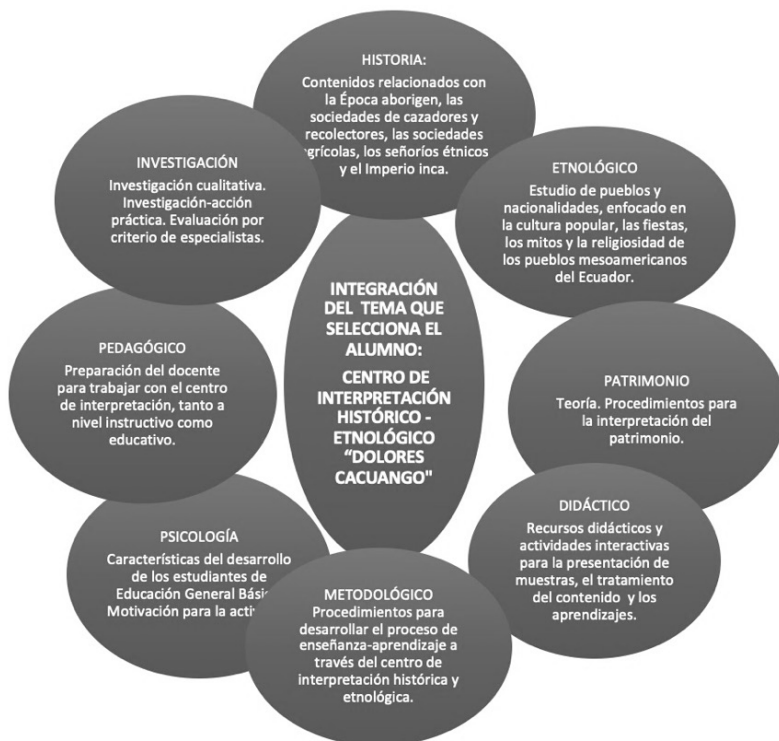 HISTORIA:
Contenidos relacionados con
la Época aborigen, las
sociedades de cazadores y
recolectores, las sociedades
agrícolas, los señoríos étnicos
y el Imperio inca.
ETNOLÓGICO
Estudio de pueblos y
nacionalidades, enfocado en
la cultura popular, las fiestas,
los mitos y la religiosidad de
los pueblos mesoamericanos
del Ecuador.
PATRIMONIO
Teoría. Procedimientos para
la interpretación del
patrimonio.
DIDÁCTICO
Recursos didácticos y
actividades interactivas
para la presentación de
muestras, el tratamiento
del contenido y los
aprendizajes.
METODOLÓGICO
Procedimientos para
desarrollar el proceso de
enseñanza-aprendizaje a
través del centro de
interpretación histórica y
etnológica.
PSICOLOGÍA
Características del desarrollo
de los estudiantes de
Educación General Bási
Motivación para la acti
PEDAGÓGICO
Preparación del docente
para trabajar con el centro
de interpretación, tanto a
nivel instructivo como
educativo.
INVESTIGACIÓN
Investigación cualitativa.
Investigación-acción
práctica. Evaluación por
criterio de especialistas.
INTEGRACIÓN
DEL TEMA QUE
SELECCIONA EL
ALUMNO:
CENTRO DE
INTERPRETACIÓN
HISTÓRICO -
ETNOLÓGICO
“DOLORES
CACUANGO"